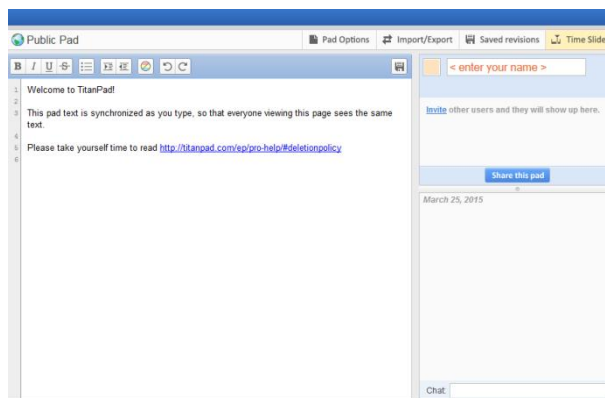 Public Pad
Pad Options
Import/Export
Saved revisions
Time Slide
B I U S
1 Welcome to TitanPad!
2
3 This pad text is synchronized as you type, so that everyone viewing this page sees the same
text.
4
5 Please take yourself time to read http://titanpad.com/ep/pro-help/#deletionpolicy
6
< enter your name >
Invite other users and they will show up here.
Share this pad
March 25, 2015
Chat: